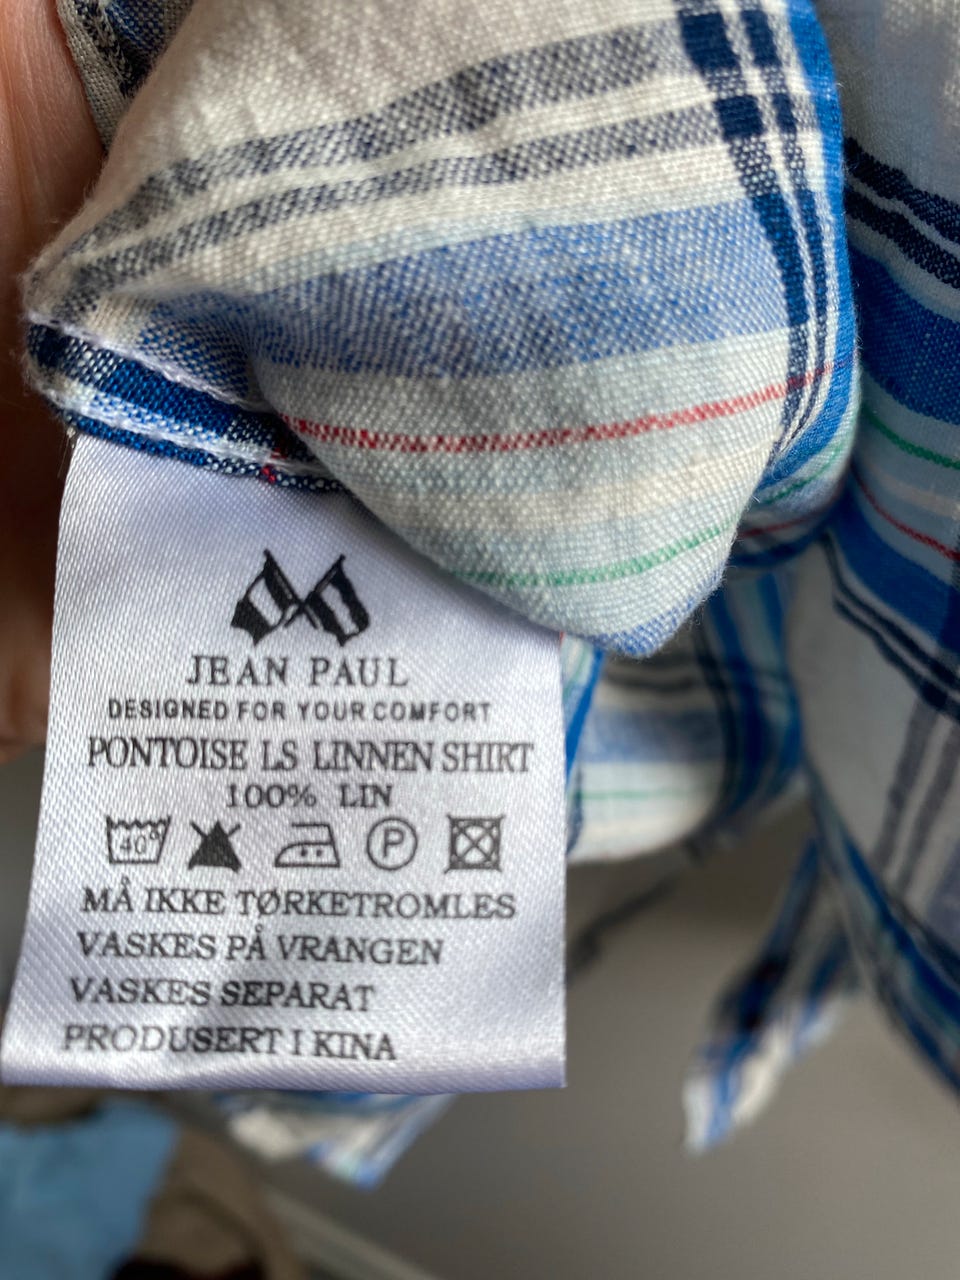 JEAN PAUL
DESIGNED FOR YOUR COMFORT
PONTOISE LS LINNEN SHIRT
100% LIN
40° P
MÅ IKKE TØRKETROMLES
VASKES PÅ VRANGEN
VASKES SEPARAT
PRODUSERT I KINA